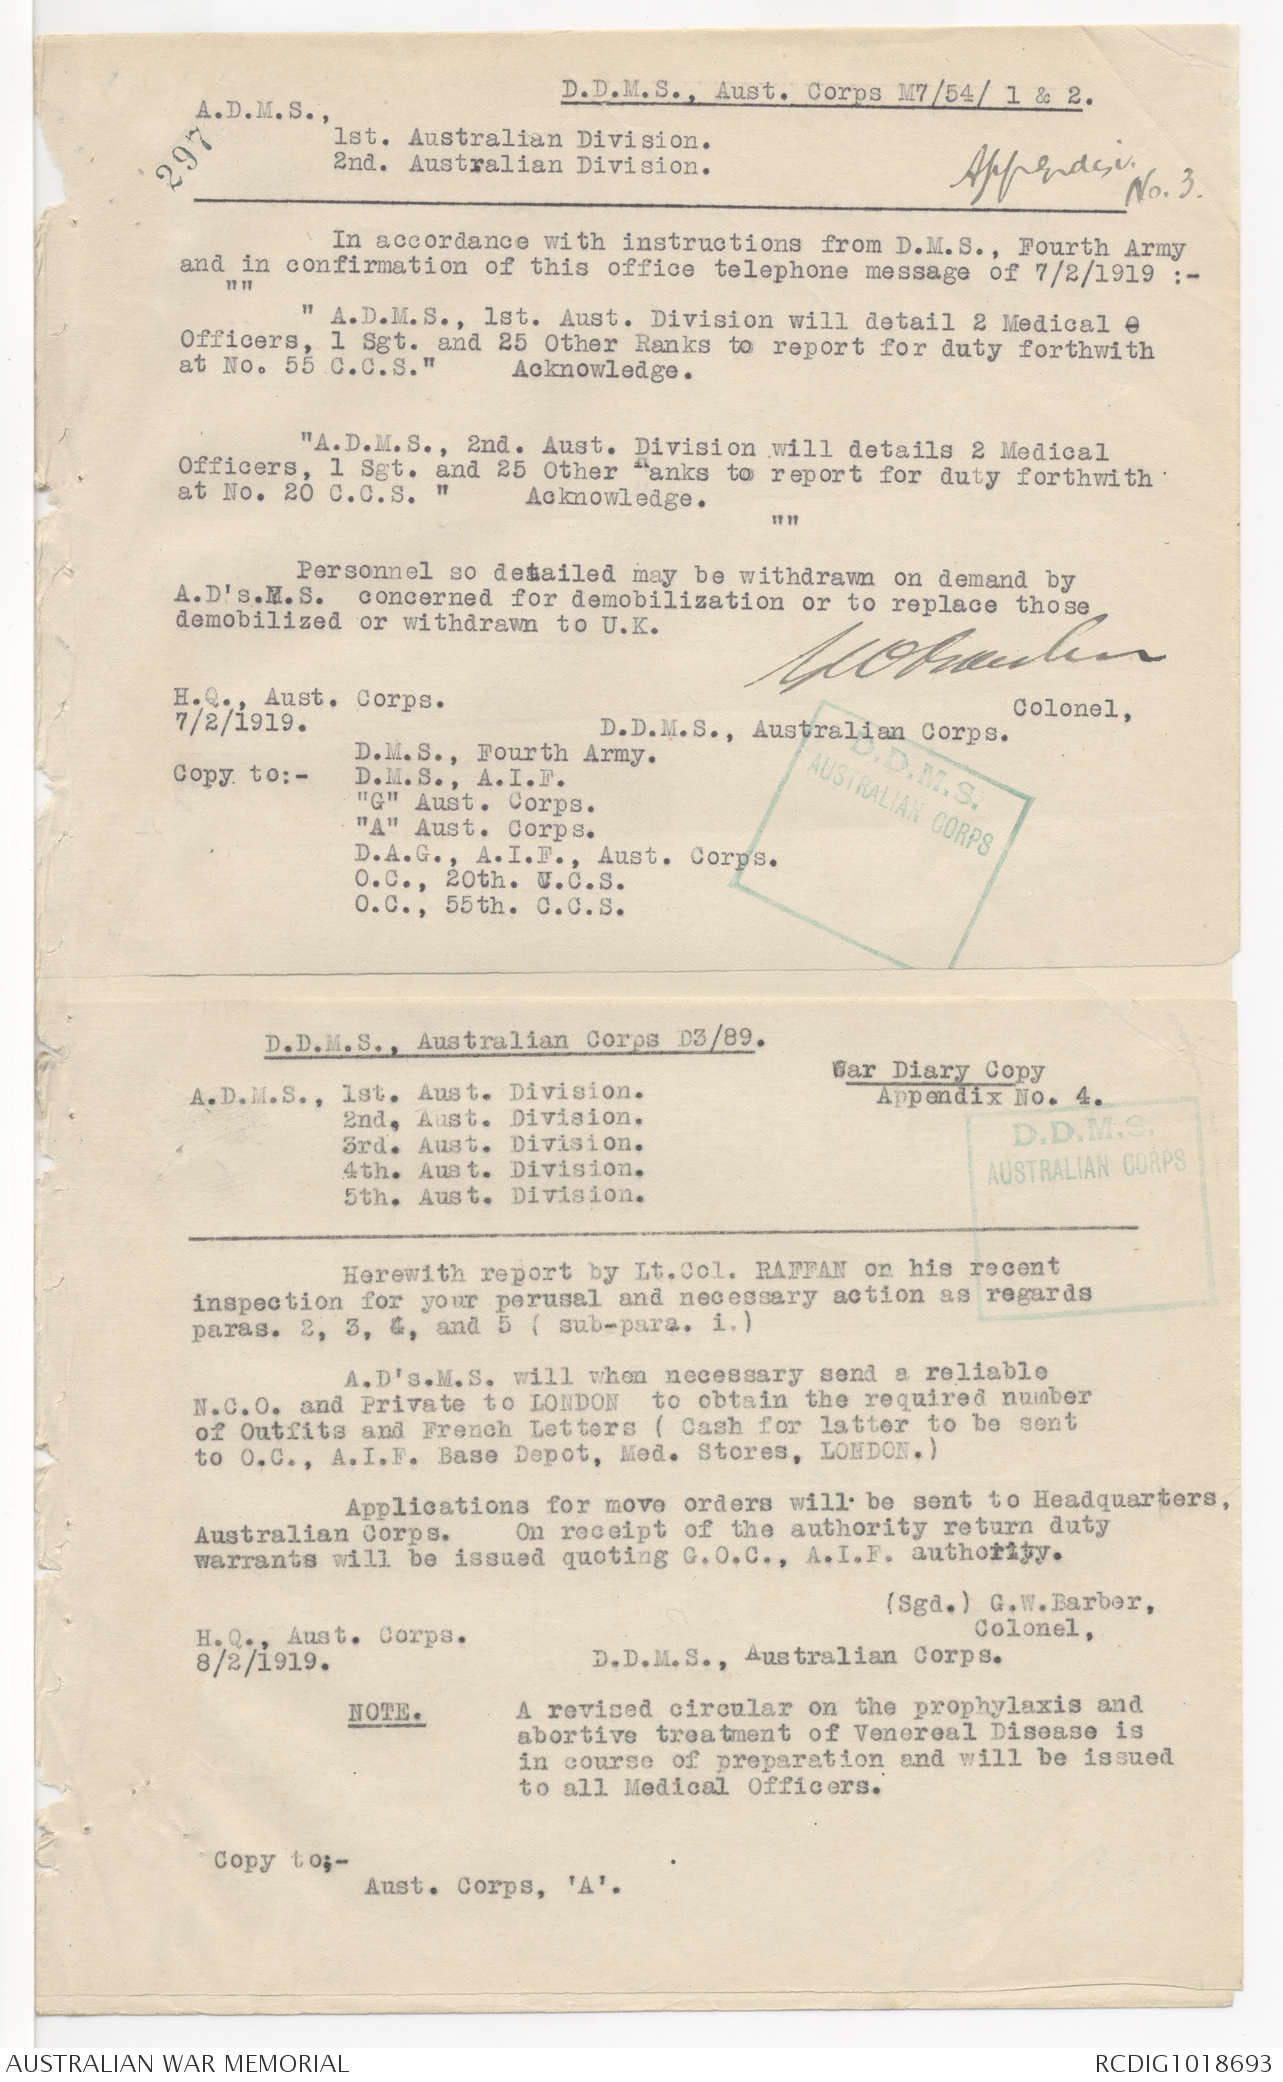 D.D.M.S., Aust. Corps M7/54/ 1 & 2.
A.D.M.S.,
297
1st. Australian Division.
2nd. Australian Division.
Appendix.
No. 3.
In accordance with instructions from D.M.S., Fourth Army
and in confirmation of this office telephone message of 7/2/1919 :-
""
" A.D.M.S., 1st. Aust. Division will detail 2 Medical
Officers, 1 Sgt. and 25 Other Ranks to report for duty forthwith
at No. 55 C.C.S."     Acknowledge.
"A.D.M.S., 2nd. Aust. Division will details 2 Medical
Officers, 1 Sgt. and 25 Other Ranks to report for duty forthwith
at No. 20 C.C.S. "     Acknowledge.
""
Personnel so detailed may be withdrawn on demand by
A.D's.M.S.  concerned for demobilization or to replace those
demobilized or withdrawn to U.K.
H.Q., Aust. Corps.
Colonel,
7/2/1919.
D.D.M.S., Australian Corps.
D.M.S., Fourth Army.
Copy to:-   D.M.S., A.I.F.
"G" Aust. Corps.
"A" Aust. Corps.
D.A.G., A.I.F., Aust. Corps.
O.C., 20th. C.C.S.
O.C., 55th. C.C.S.
D.D.M.S.
AUSTRALIAN CORPS
D.D.M.S., Australian Corps D3/89.
War Diary Copy
Appendix No. 4.
A.D.M.S., 1st. Aust. Division.
2nd, Aust. Division.
3rd. Aust. Division.
4th. Aust. Division.
5th. Aust. Division.
D.D.M.S.
AUSTRALIAN CORPS
Herewith report by Lt.Col. RAFFAN on his recent
inspection for your perusal and necessary action as regards
paras. 2, 3, 4, and 5 ( sub-para. i.)
A.D's.M.S. will when necessary send a reliable
N.C.O. and Private to LONDON  to obtain the required number
of Outfits and French Letters ( Cash for latter to be sent
to O.C., A.I.F. Base Depot, Med. Stores, LONDON.)
Applications for move orders will be sent to Headquarters,
Australian Corps.    On receipt of the authority return duty
warrants will be issued quoting G.O.C., A.I.F. authority.
(Sgd.) G.W.Barber,
Colonel,
H.Q., Aust. Corps.
8/2/1919.
D.D.M.S., Australian Corps.
NOTE.     A revised circular on the prophylaxis and
abortive treatment of Venereal Disease is
in course of preparation and will be issued
to all Medical Officers.
Copy to;-
Aust. Corps, 'A'.
AUSTRALIAN WAR MEMORIAL
RCDIG1018693